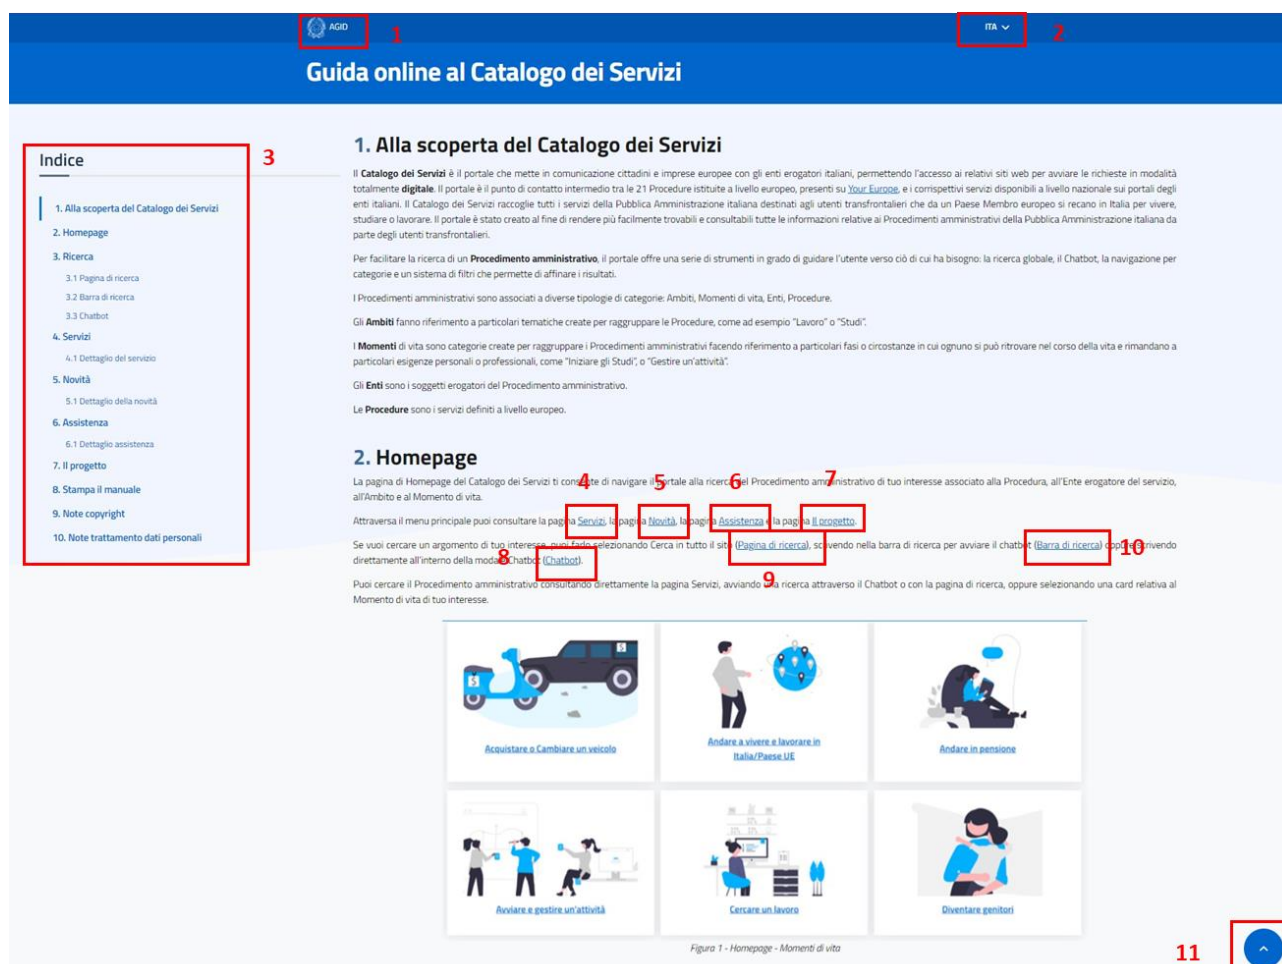 AGID
1
ITA
2
Guida online al Catalogo dei Servizi
3
Indice
1. Alla scoperta del Catalogo dei Servizi
2. Homepage
3. Ricerca
3.1 Pagina di ricerca
3.2 Barra di ricerca
3.3 Chatbot
4. Servizi
4.1 Dettaglio del servizio
5. Novità
5.1 Dettaglio della novità
6. Assistenza
6.1 Dettaglio assistenza
7. Il progetto
8. Stampa il manuale
9. Note copyright
10. Note trattamento dati personali
1. Alla scoperta del Catalogo dei Servizi
Il Catalogo dei Servizi è il portale che mette in comunicazione cittadini e imprese europee con gli enti erogatori italiani, permettendo l'accesso ai relativi siti web per avviare le richieste in modalità
totalmente digitale. Il portale è il punto di contatto intermedio tra le 21 Procedure istituite a livello europeo, presenti su Your Europe, e i corrispettivi servizi disponibili a livello nazionale sui portali degli
enti italiani. Il Catalogo dei Servizi raccoglie tutti i servizi della Pubblica Amministrazione italiana destinati agli utenti transfrontalieri che da un Paese Membro europeo si recano in Italia per vivere,
studiare o lavorare. Il portale è stato creato al fine di rendere più facilmente trovabili e consultabili tutte le informazioni relative ai Procedimenti amministrativi della Pubblica Amministrazione italiana da
parte degli utenti transfrontalieri.
Per facilitare la ricerca di un Procedimento amministrativo, il portale offre una serie di strumenti in grado di guidare l'utente verso ciò di cui ha bisogno: la ricerca globale, il Chatbot, la navigazione per
categorie e un sistema di filtri che permette di affinare i risultati.
I Procedimenti amministrativi sono associati a diverse tipologie di categorie: Ambiti, Momenti di vita, Enti, Procedure.
Gli Ambiti fanno riferimento a particolari tematiche create per raggruppare le Procedure, come ad esempio "Lavoro" o "Studi".
I Momenti di vita sono categorie create per raggruppare i Procedimenti amministrativi facendo riferimento a particolari fasi o circostanze in cui ognuno si può ritrovare nel corso della vita e rimandano a
particolari esigenze personali o professionali, come "Iniziare gli Studi", o "Gestire un'attività".
Gli Enti sono i soggetti erogatori del Procedimento amministrativo.
Le Procedure sono i servizi definiti a livello europeo.
2. Homepage
4
5
6
7
La pagina di Homepage del Catalogo dei Servizi ti consente di navigare il portale alla ricerca del Procedimento amministrativo di tuo interesse associato alla Procedura, all'Ente erogatore del servizio,
all'Ambito e al Momento di vita.
Attraversa il menu principale puoi consultare la pagina Servizi, la pagina Novità, la pagina Assistenza e la pagina Il progetto.
Se vuoi cercare un argomento di tuo interesse, puoi farlo selezionando Cerca in tutto il sito (Pagina di ricerca), scrivendo nella barra di ricerca per avviare il chatbot (Barra di ricerca) oppure scrivendo
direttamente all'interno della modale Chatbot (Chatbot).
8
9
10
Puoi cercare il Procedimento amministrativo consultando direttamente la pagina Servizi, avviando una ricerca attraverso il Chatbot o con la pagina di ricerca, oppure selezionando una card relativa al
Momento di vita di tuo interesse.
Acquistare o Cambiare un veicolo
Andare a vivere e lavorare in
Italia/Paese UE
Andare in pensione
Avviare e gestire un'attività
Cercare un lavoro
Diventare genitori
Figura 1 - Homepage - Momenti di vita
11